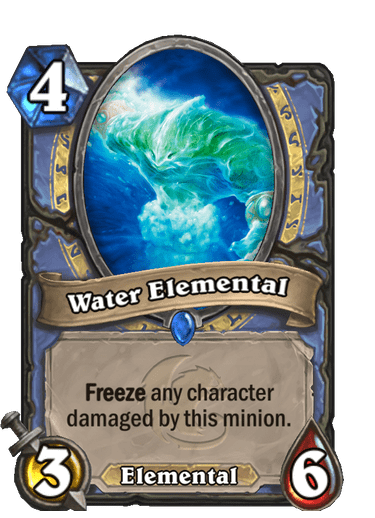 4
Water Elemental
Freeze any character
damaged by this minion.
3
Elemental
6